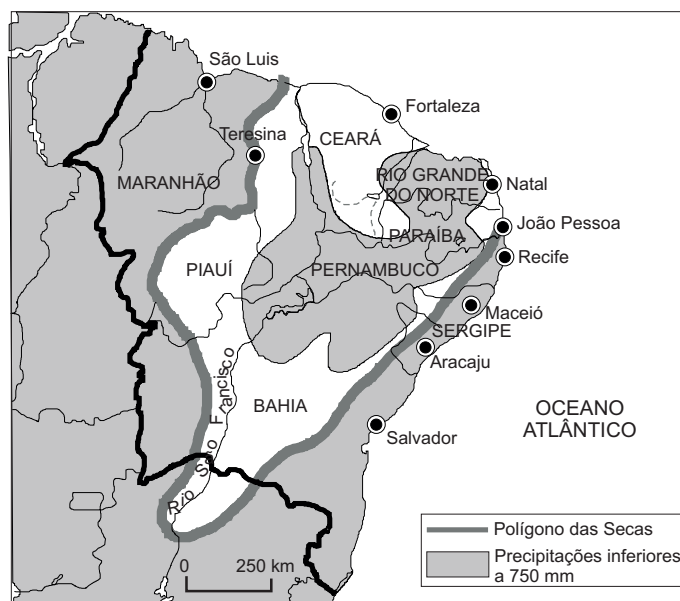 São Luis
Fortaleza
Teresina
CEARÁ
MARANHÃO
RIO GRANDE
DO NORTE
Natal
João Pessoa
PARAÍBA
Recife
PIAUÍ
PERNAMBUCO
Maceió
SERGIPE
Aracaju
Rio São Francisco
BAHIA
Salvador
OCEANO
ATLÂNTICO
Polígono das Secas
Precipitações inferiores
a 750 mm
0 250 km